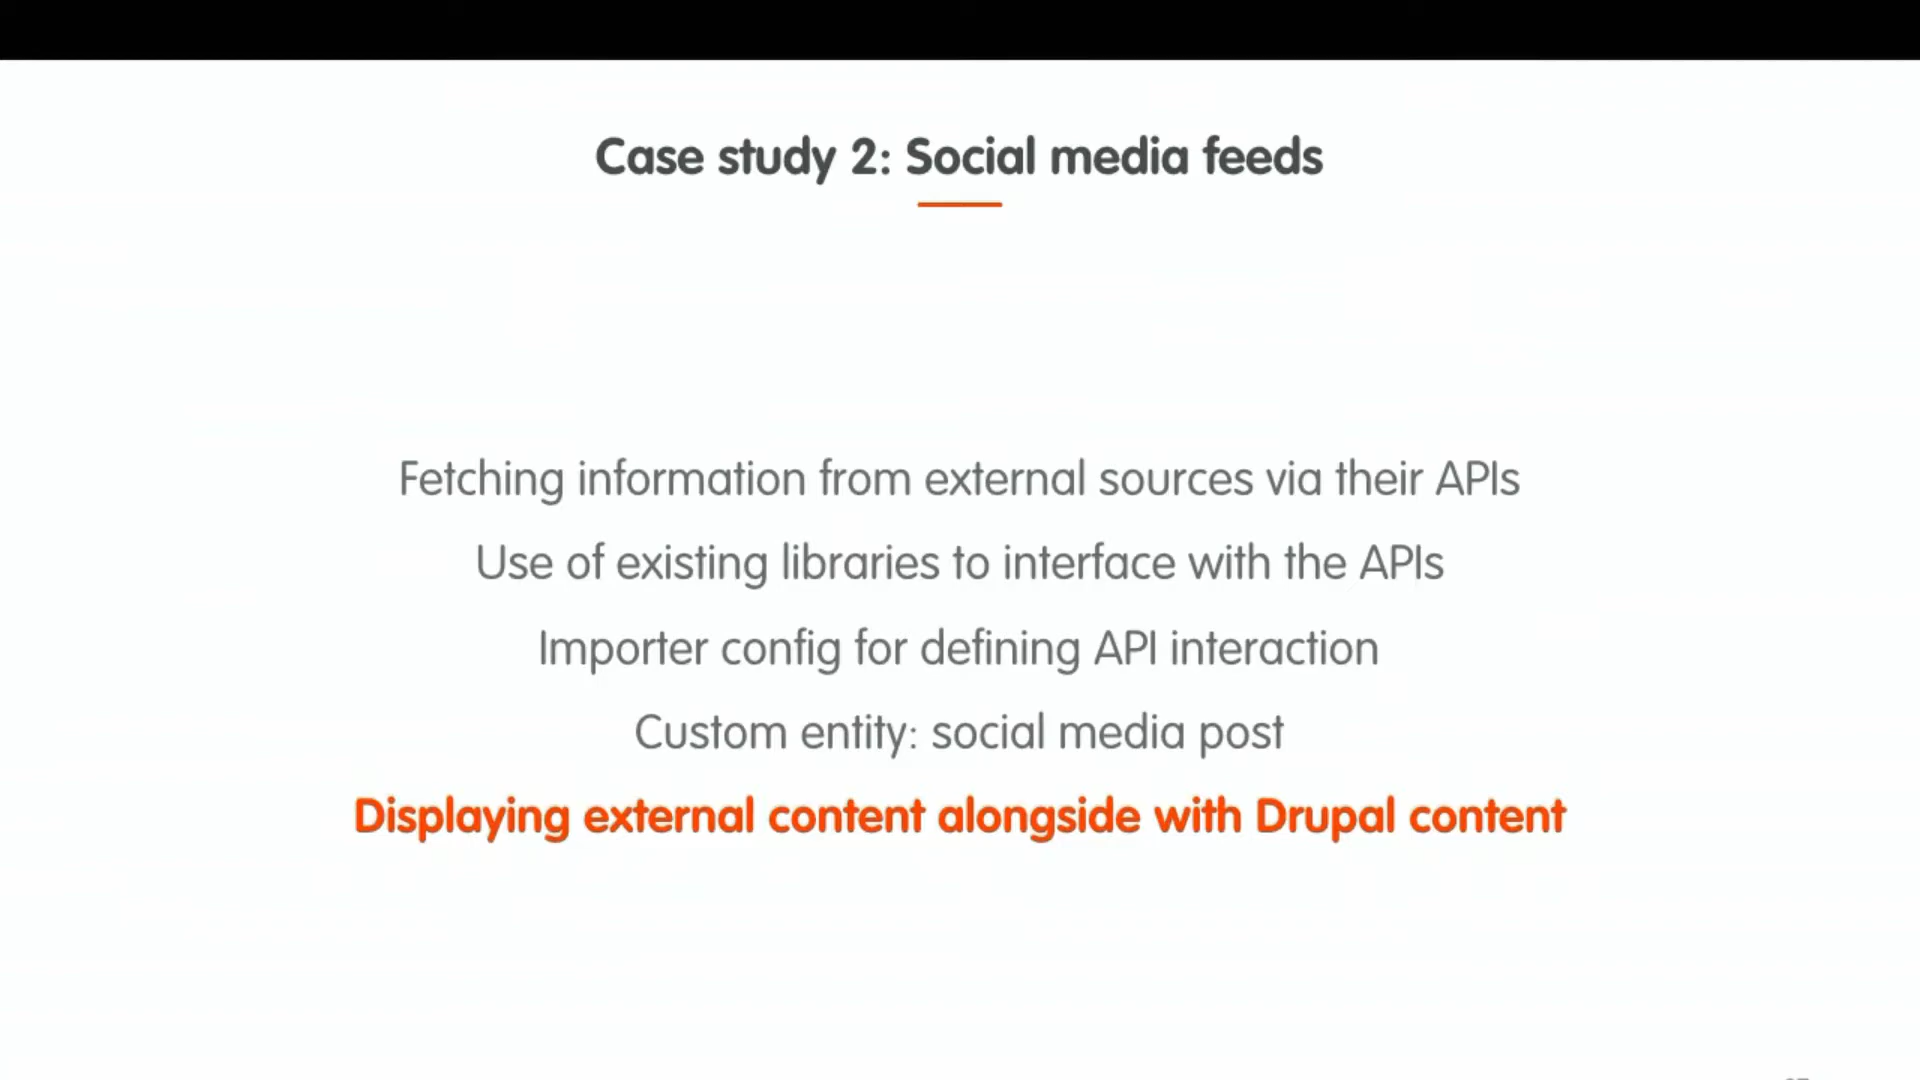 Case study 2: Social media feeds
Fetching information from external sources via their APIs
Use of existing libraries to interface with the APIs
Importer config for defining API interaction
Custom entity: social media post
Displaying external content alongside with Drupal content